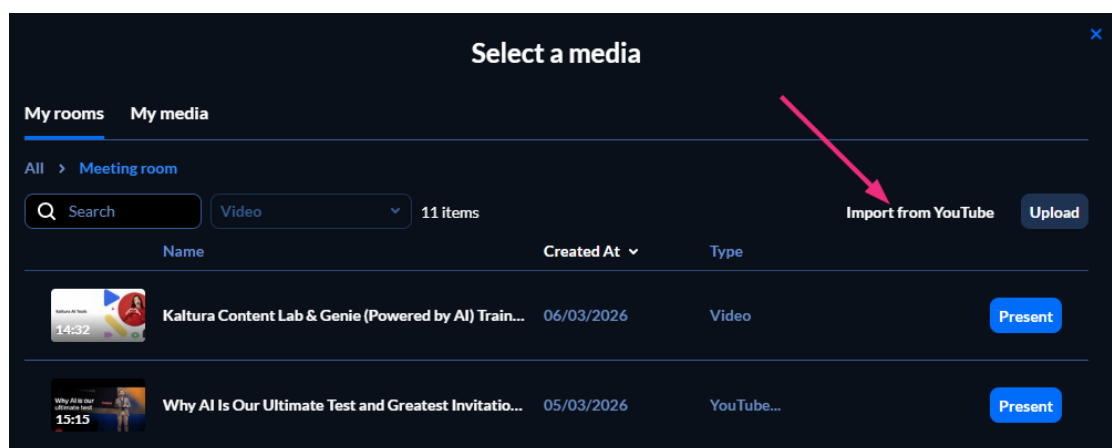 Select a media
×
My rooms My media
All > Meeting room
Search Video 11 items Import from YouTube Upload
Name Created At Type
Kaltura AI Tools
14:32
Kaltura Content Lab & Genie (Powered by AI) Train... 06/03/2026 Video Present
Why AI is our
ultimate test
15:15
Why AI Is Our Ultimate Test and Greatest Invitatio... 05/03/2026 YouTube... Present